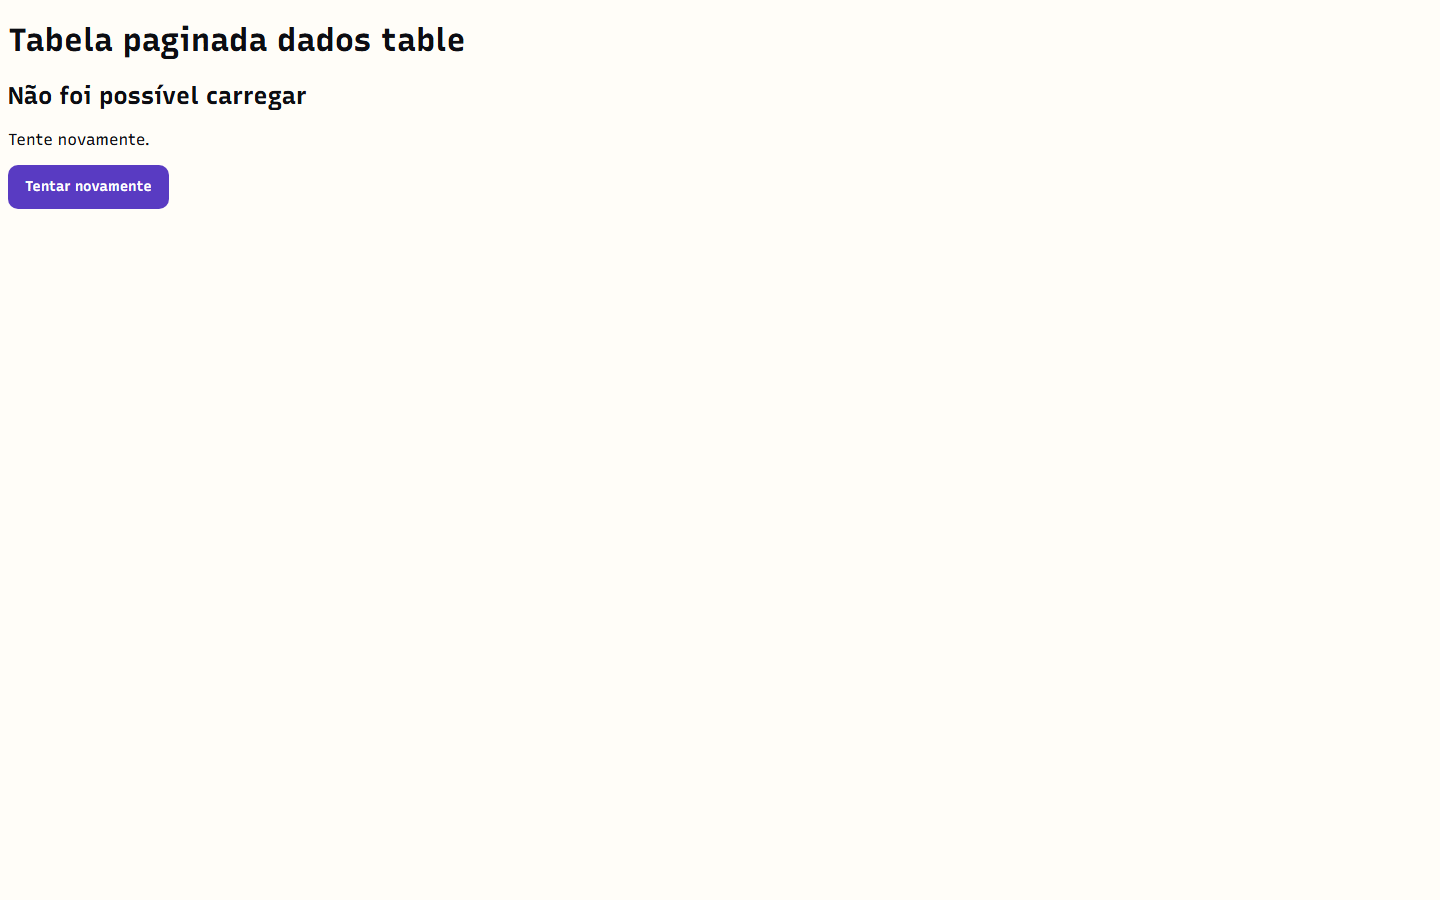 Tabela paginada dados table
Não foi possível carregar
Tente novamente.
Tentar novamente